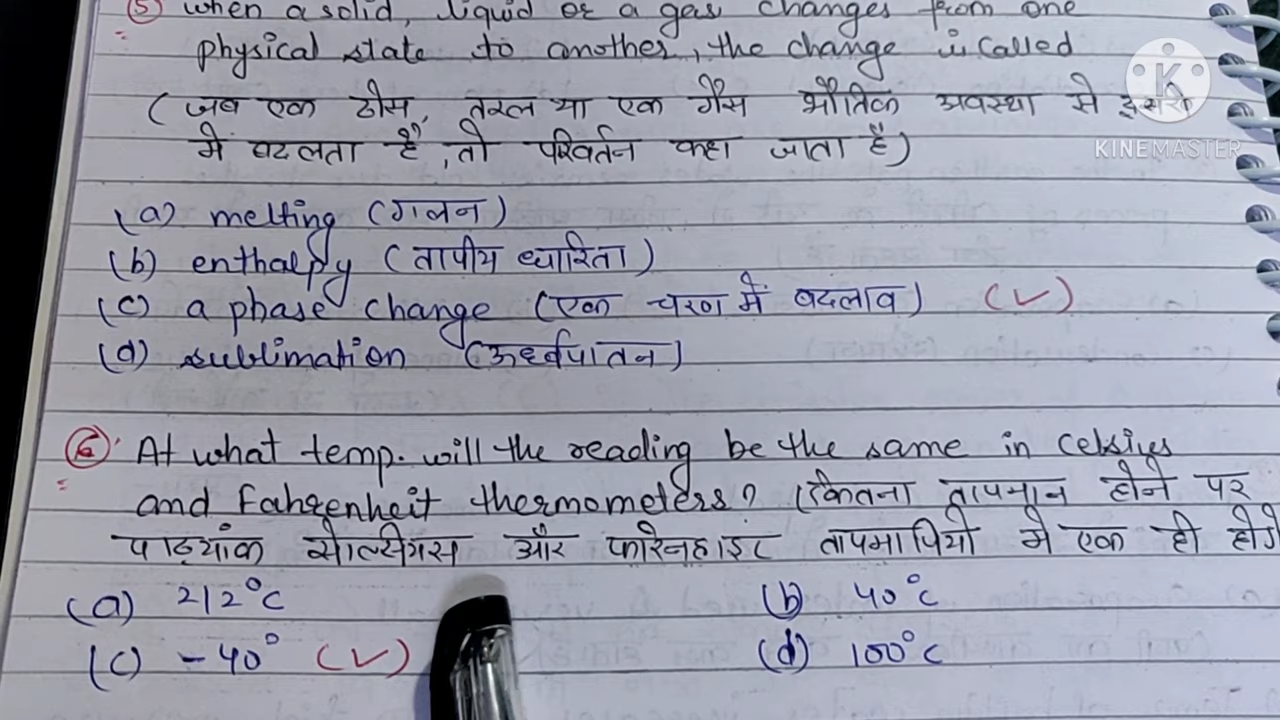 (5) when a solid, liquid or a gas changes from one
physical state to another, the change is called
(जब एक ठोस, तरल या एक गैस भौतिक अवस्था से दूसरी
में बदलता है, तो परिवर्तन कहा जाता है)
KINEMASTER
(a) melting (गलन)
(b) enthalpy (तापीय धारिता)
(c) a phase change (एक चरण में बदलाव) (✓)
(d) sublimation (ऊर्ध्वपातन)
(6) At what temp. will the reading be the same in Celsius
and Fahrenheit thermometers? (कितना तापमान होने पर
पाठ्यांक सेल्सीयस और फारेनहाइट तापमापियो मे एक ही होगे
(a) 212°C (b) 40°C
(c) -40° (✓) (d) 100°C